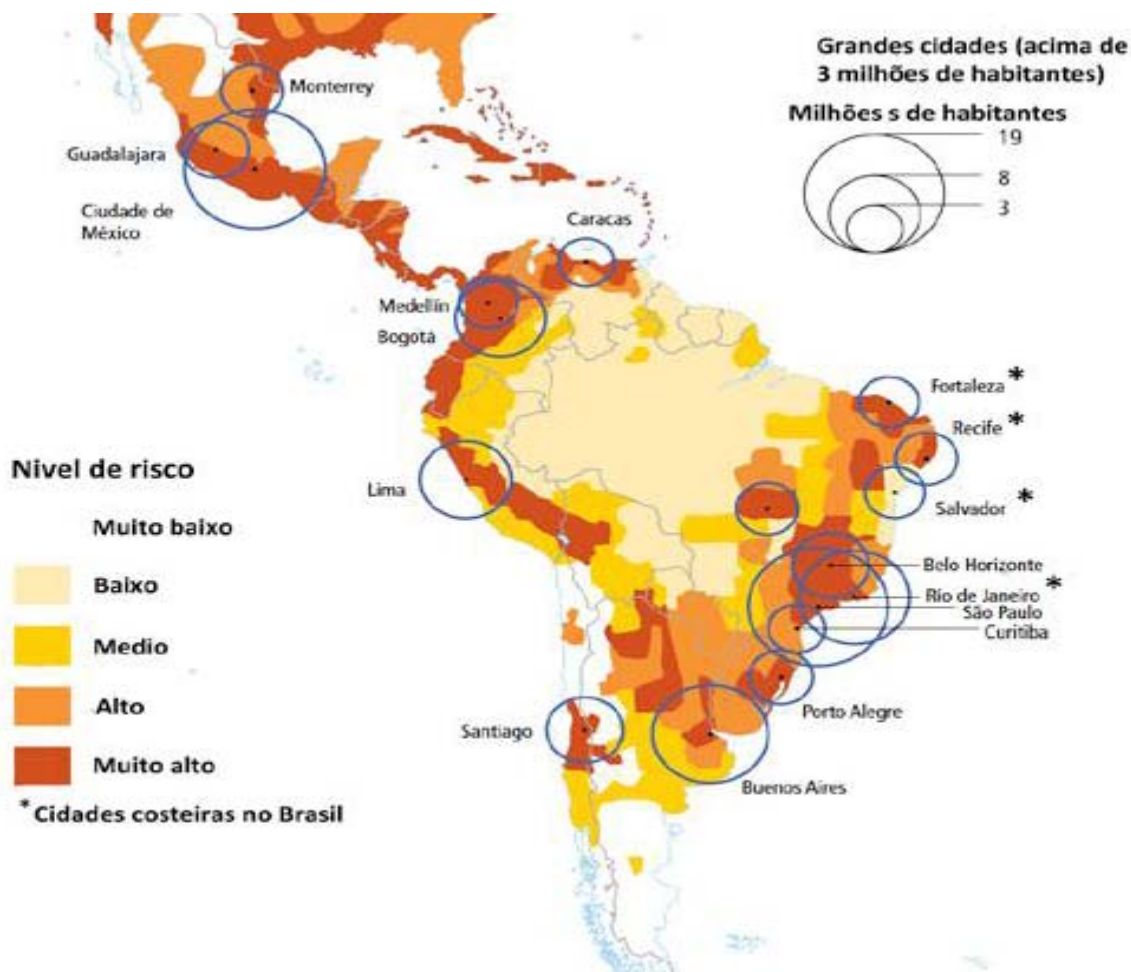 Grandes cidades (acima de
3 milhões de habitantes)
Milhões s de habitantes
19
8
3
Monterrey
Guadalajara
Ciudade de
México
Caracas
Medellín
Bogotá
Fortaleza *
Recife *
Lima
Salvador *
Belo Horizonte
Río de Janeiro *
São Paulo
Curitiba
Porto Alegre
Santiago
Buenos Aires
Nivel de risco
Muito baixo
Baixo
Medio
Alto
Muito alto
* Cidades costeiras no Brasil